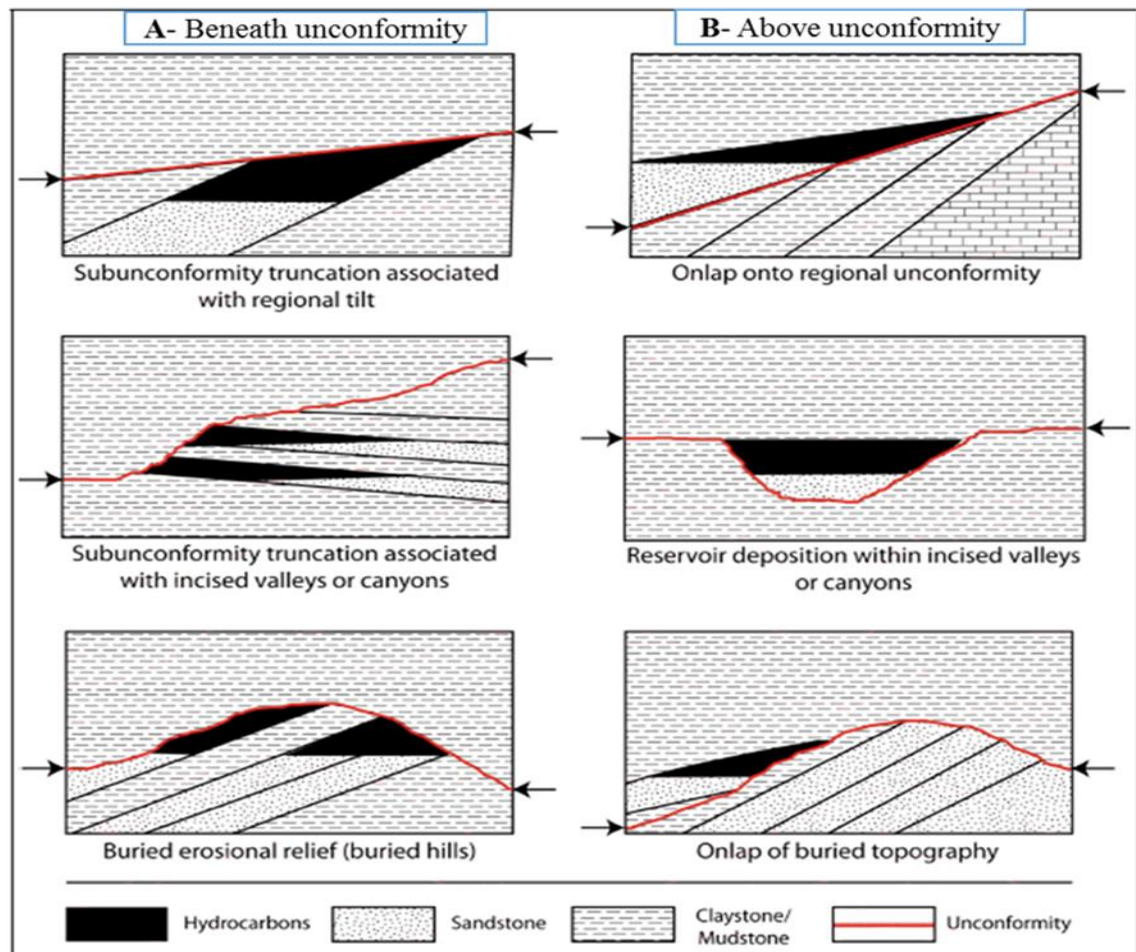 A- Beneath unconformity
B- Above unconformity
Subunconformity truncation associated
with regional tilt
Onlap onto regional unconformity
Subunconformity truncation associated
with incised valleys or canyons
Reservoir deposition within incised valleys
or canyons
Buried erosional relief (buried hills)
Onlap of buried topography
Hydrocarbons
Sandstone
Claystone/
Mudstone
Unconformity